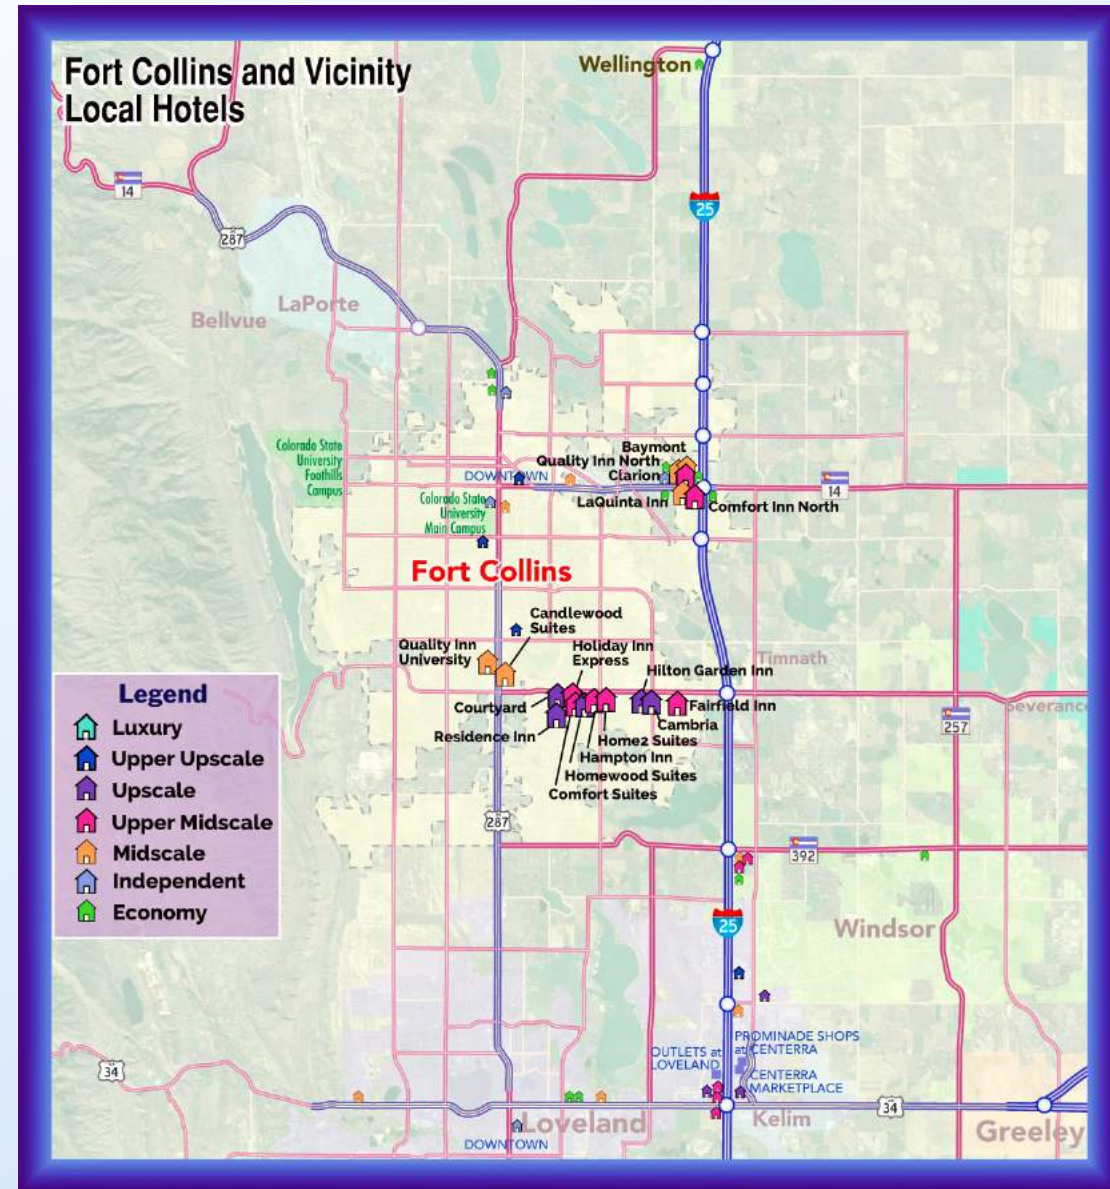 Fort Collins and Vicinity
Local Hotels
Wellington
14
25
287
LaPorte
Bellvue
Colorado State
University
Foothills
Campus
Baymont
Quality Inn North
DOWNTOWN
Clarion
14
Colorado State
University
Main Campus
LaQuinta Inn
Comfort Inn North
Fort Collins
Candlewood
Suites
Quality Inn
University
Holiday Inn
Express
Timnath
Hilton Garden Inn
Courtyard
Fairfield Inn
Severance
Residence Inn
Cambria
257
Home2 Suites
Hampton Inn
Homewood Suites
Comfort Suites
Legend
Luxury
Upper Upscale
Upscale
Upper Midscale
Midscale
Independent
Economy
287
392
25
Windsor
PROMINADE SHOPS
at CENTERRA
OUTLETS at
LOVELAND
CENTERRA
MARKETPLACE
34
34
Loveland
Kelim
Greeley
DOWNTOWN